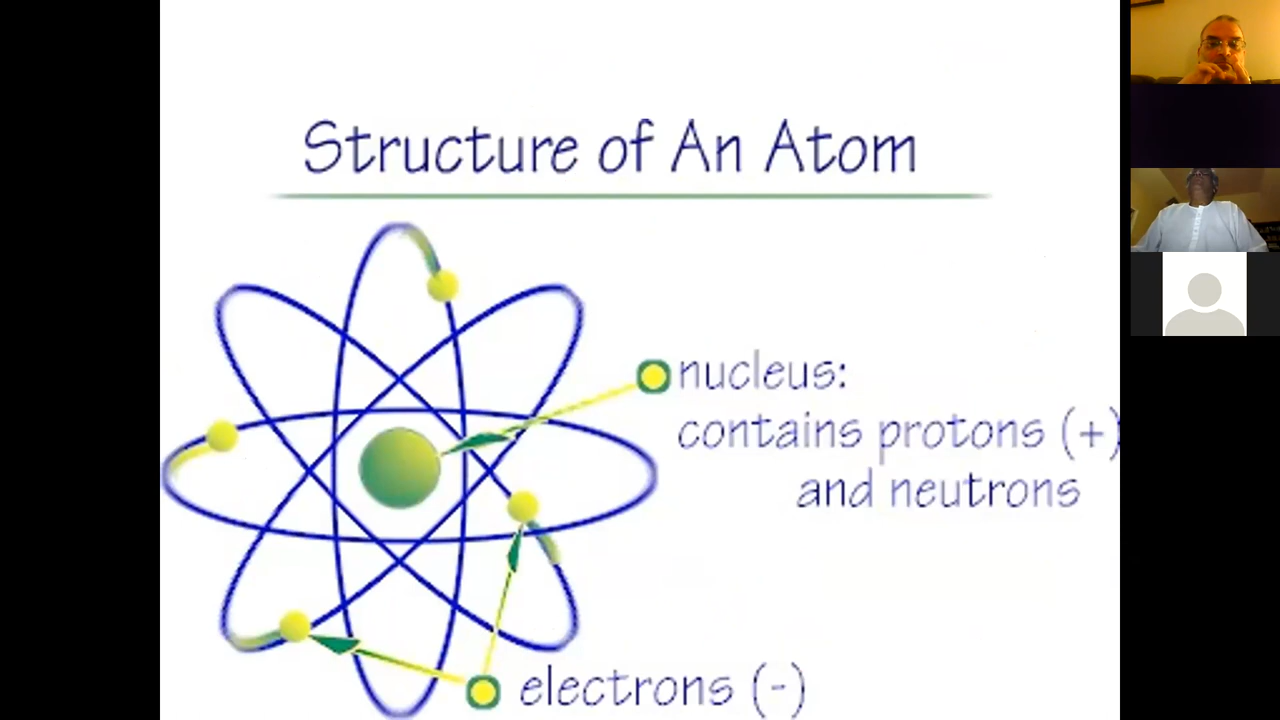 Structure of An Atom
nucleus:
contains protons (+)
and neutrons
electrons (-)